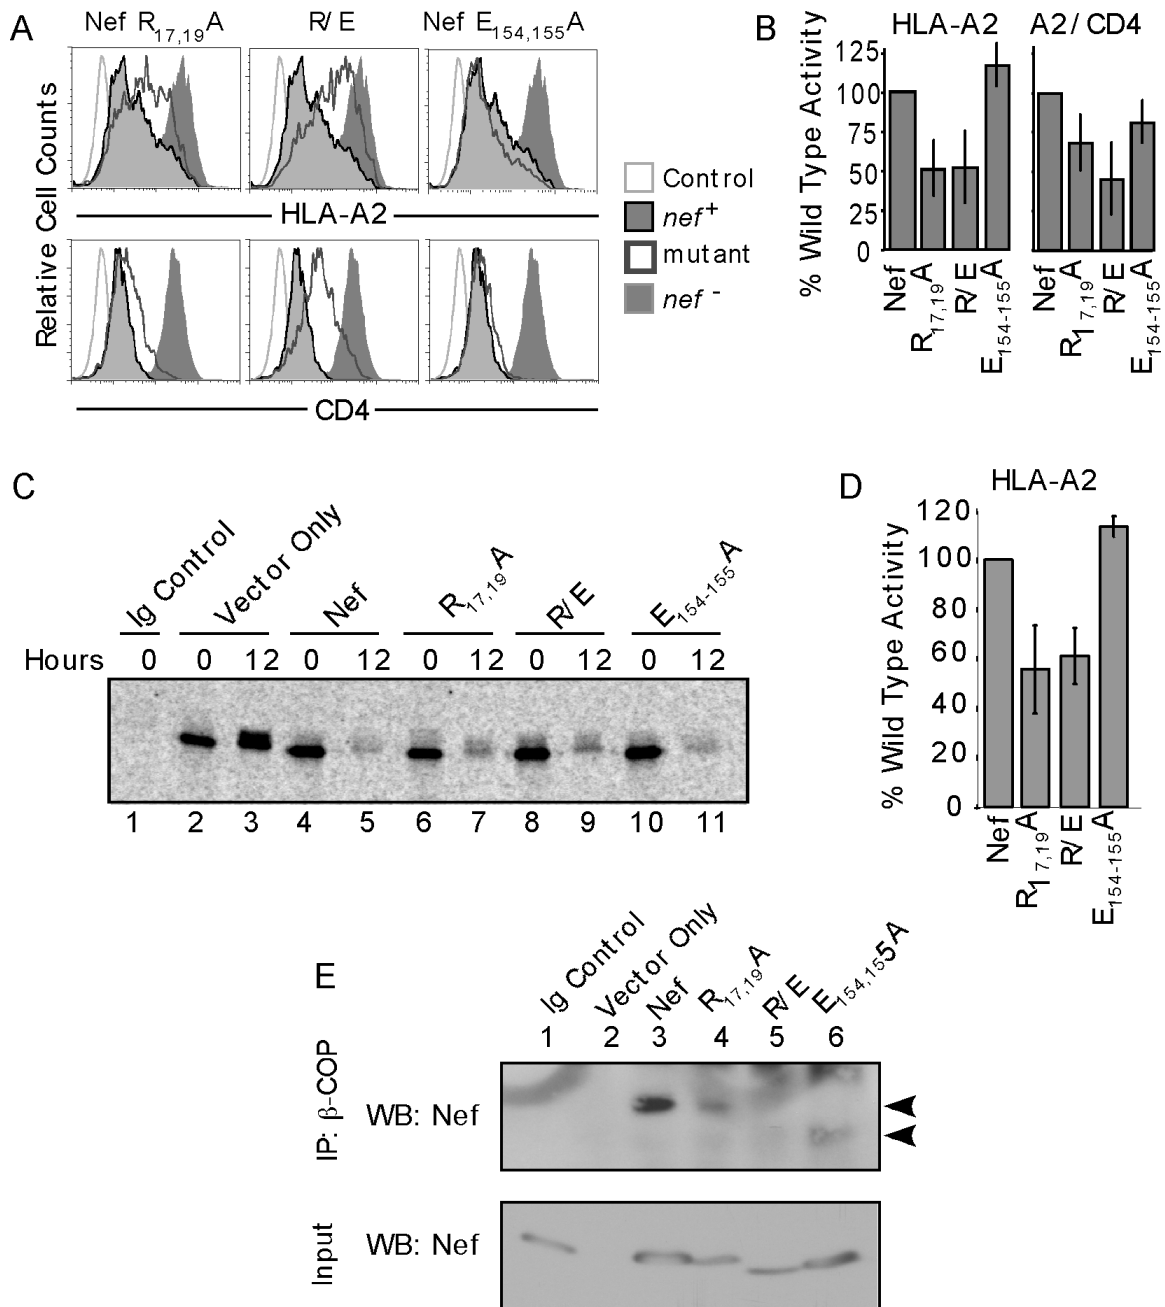 A
Nef R17,19A
R/E
Nef E154,155A
Relative Cell Counts
HLA-A2
CD4
Control
nef+
mutant
nef -
B
HLA-A2
A2/CD4
% Wild Type Activity
125
100
75
50
25
0
Nef
R17,19A
R/E
E154-155A
Nef
R17,19A
R/E
E154-155A
C
Ig Control
Vector Only
Nef
R17,19A
R/E
E154-155A
Hours 0 0 12 0 12 0 12 0 12 0 12
1 2 3 4 5 6 7 8 9 10 11
D
HLA-A2
% Wild Type Activity
120
100
80
60
40
20
0
Nef
R17,19A
R/E
E154-155A
E
Ig Control
Vector Only
Nef
R17,19A
R/E
E154,155A
1 2 3 4 5 6
IP: β-COP
WB: Nef
Input
WB: Nef